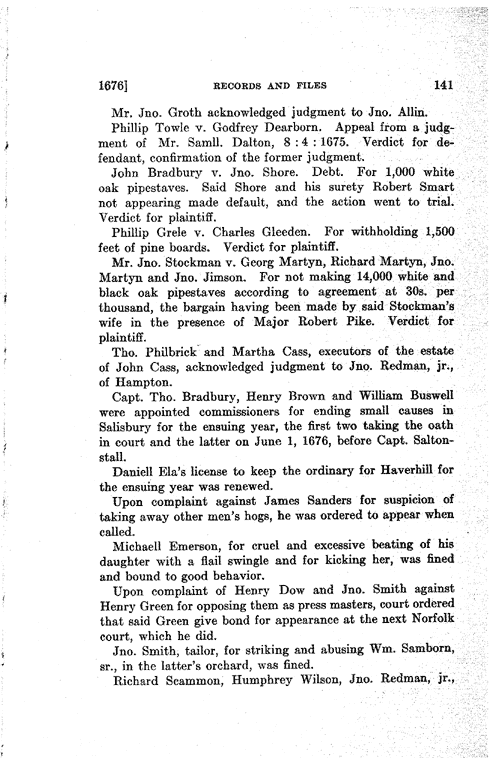 1676] RECORDS AND FILES 141
Mr. Jno. Groth acknowledged judgment to Jno. Allin.
Phillip Towle v. Godfrey Dearborn. Appeal from a judg-
ment of Mr. Samll. Dalton, 8 : 4 : 1675. Verdict for de-
fendant, confirmation of the former judgment.
John Bradbury v. Jno. Shore. Debt. For 1,000 white
oak pipestaves. Said Shore and his surety Robert Smart
not appearing made default, and the action went to trial.
Verdict for plaintiff.
Phillip Grele v. Charles Gleeden. For withholding 1,500
feet of pine boards. Verdict for plaintiff.
Mr. Jno. Stockman v. Georg Martyn, Richard Martyn, Jno.
Martyn and Jno. Jimson. For not making 14,000 white and
black oak pipestaves according to agreement at 30s. per
thousand, the bargain having been made by said Stockman's
wife in the presence of Major Robert Pike. Verdict for
plaintiff.
Tho. Philbrick and Martha Cass, executors of the estate
of John Cass, acknowledged judgment to Jno. Redman, jr.,
of Hampton.
Capt. Tho. Bradbury, Henry Brown and William Buswell
were appointed commissioners for ending small causes in
Salisbury for the ensuing year, the first two taking the oath
in court and the latter on June 1, 1676, before Capt. Salton-
stall.
Daniell Ela's license to keep the ordinary for Haverhill for
the ensuing year was renewed.
Upon complaint against James Sanders for suspicion of
taking away other men's hogs, he was ordered to appear when
called.
Michaell Emerson, for cruel and excessive beating of his
daughter with a flail swingle and for kicking her, was fined
and bound to good behavior.
Upon complaint of Henry Dow and Jno. Smith against
Henry Green for opposing them as press masters, court ordered
that said Green give bond for appearance at the next Norfolk
court, which he did.
Jno. Smith, tailor, for striking and abusing Wm. Samborn,
sr., in the latter's orchard, was fined.
Richard Scammon, Humphrey Wilson, Jno. Redman, jr.,